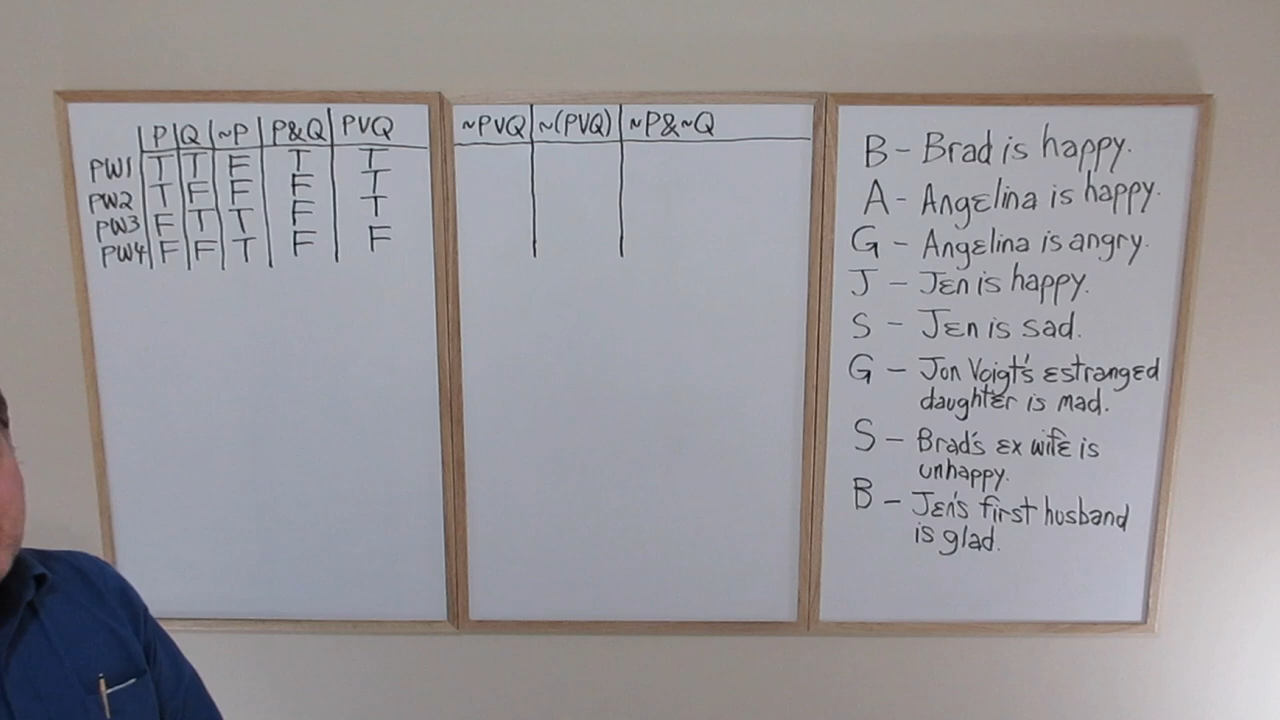 P Q ~P P&Q PVQ
PW1 T T F T T
PW2 T F F F T
PW3 F T T F T
PW4 F F T F F
~PVQ ~(PVQ) ~P&~Q
B - Brad is happy.
A - Angelina is happy.
G - Angelina is angry.
J - Jen is happy.
S - Jen is sad.
G - Jon Voigt's estranged
daughter is mad.
S - Brad's ex wife is
unhappy.
B - Jen's first husband
is glad.